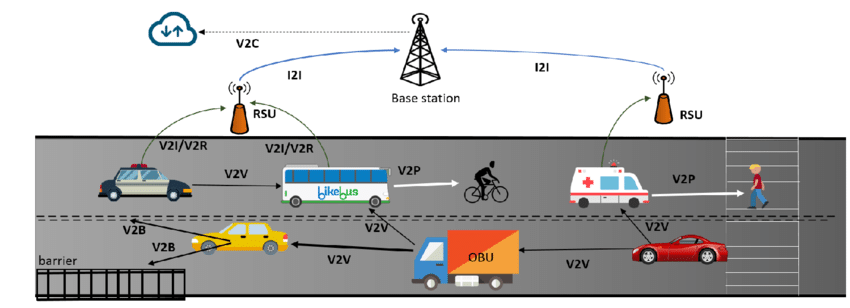 V2C
I2I
I2I
Base station
RSU
RSU
V2I/V2R
V2I/V2R
V2V
V2P
V2P
bikebus
V2B
V2B
V2V
V2V
V2V
V2V
OBU
barrier